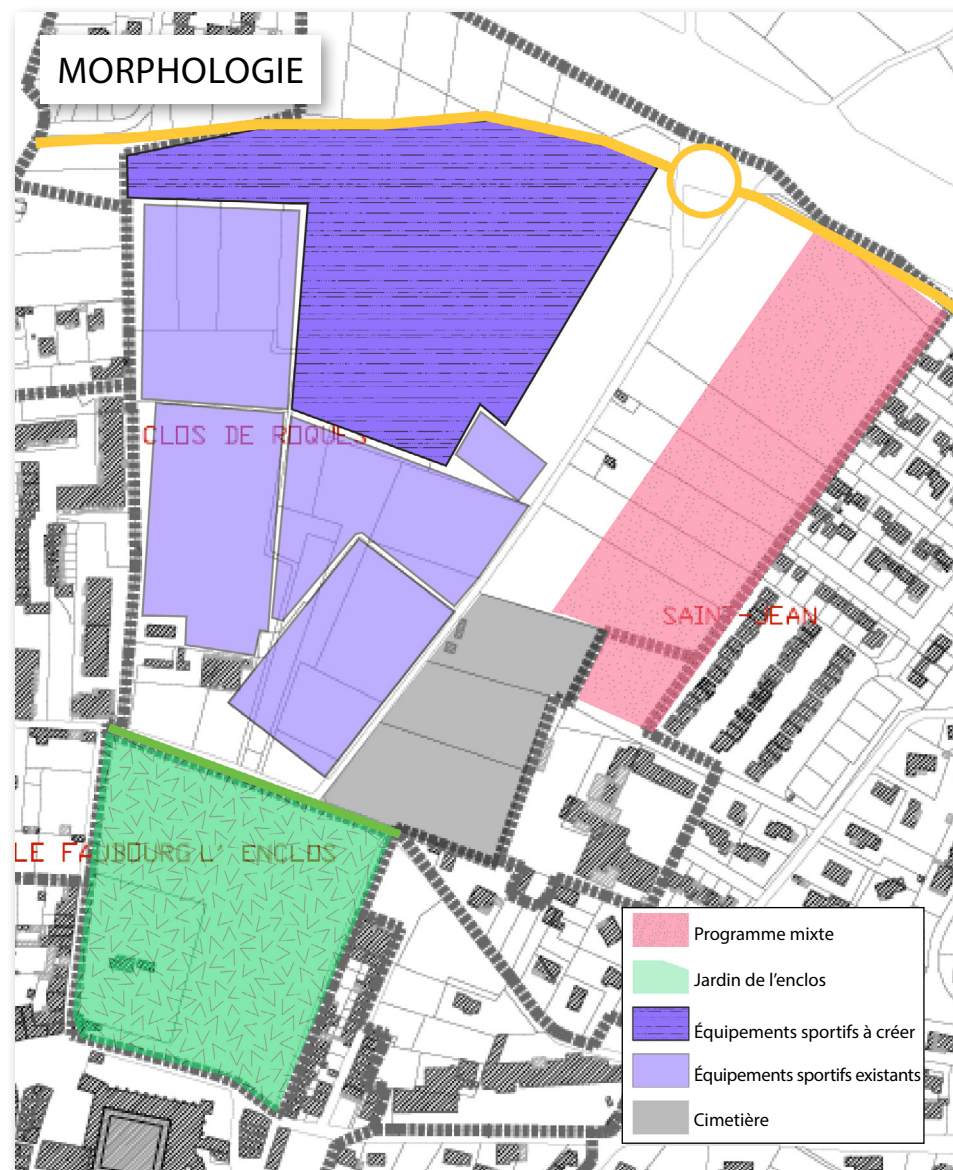 MORPHOLOGIE
CLOS DE ROQUES
SAINT-JEAN
LE FAUBOURG L' ENCLOS
Programme mixte
Jardin de l'enclos
Équipements sportifs à créer
Équipements sportifs existants
Cimetière